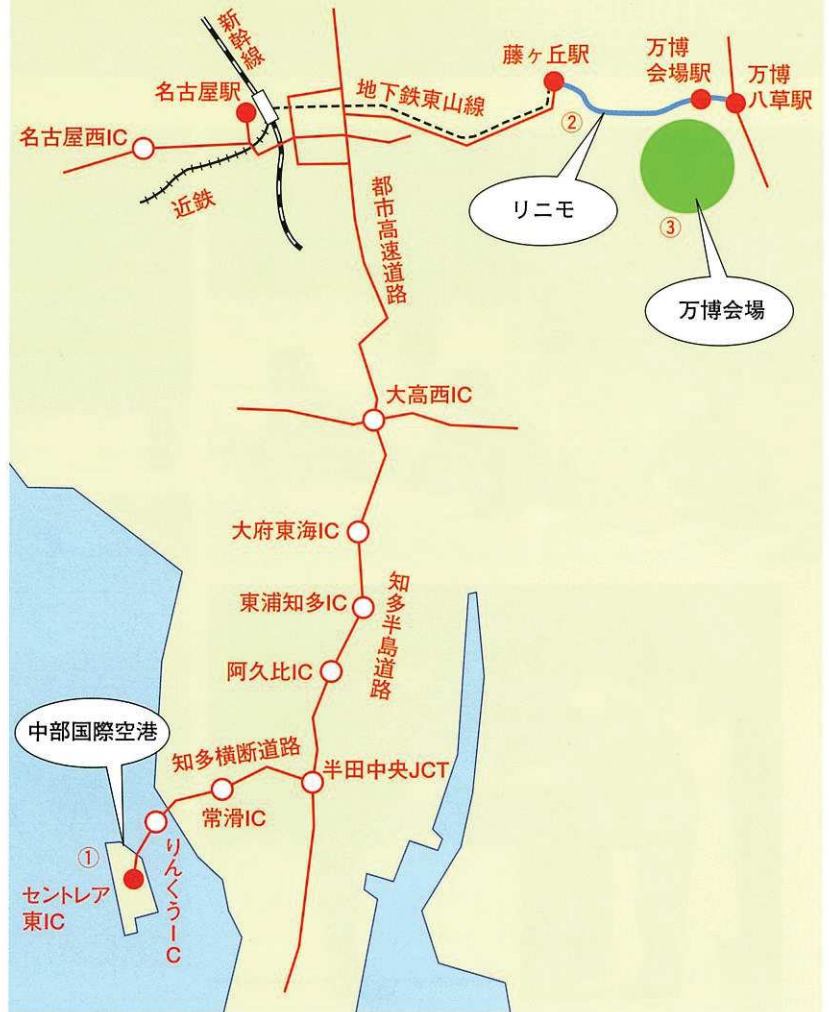 新幹線
名古屋駅
名古屋西IC
近鉄
地下鉄東山線
藤ヶ丘駅
万博
会場駅
万博
八草駅
②
リニモ
③
万博会場
都市高速道路
大高西IC
大府東海IC
東浦知多IC
知多半島道路
阿久比IC
中部国際空港
知多横断道路
半田中央JCT
常滑IC
りんくうIC
①
セントレア
東IC